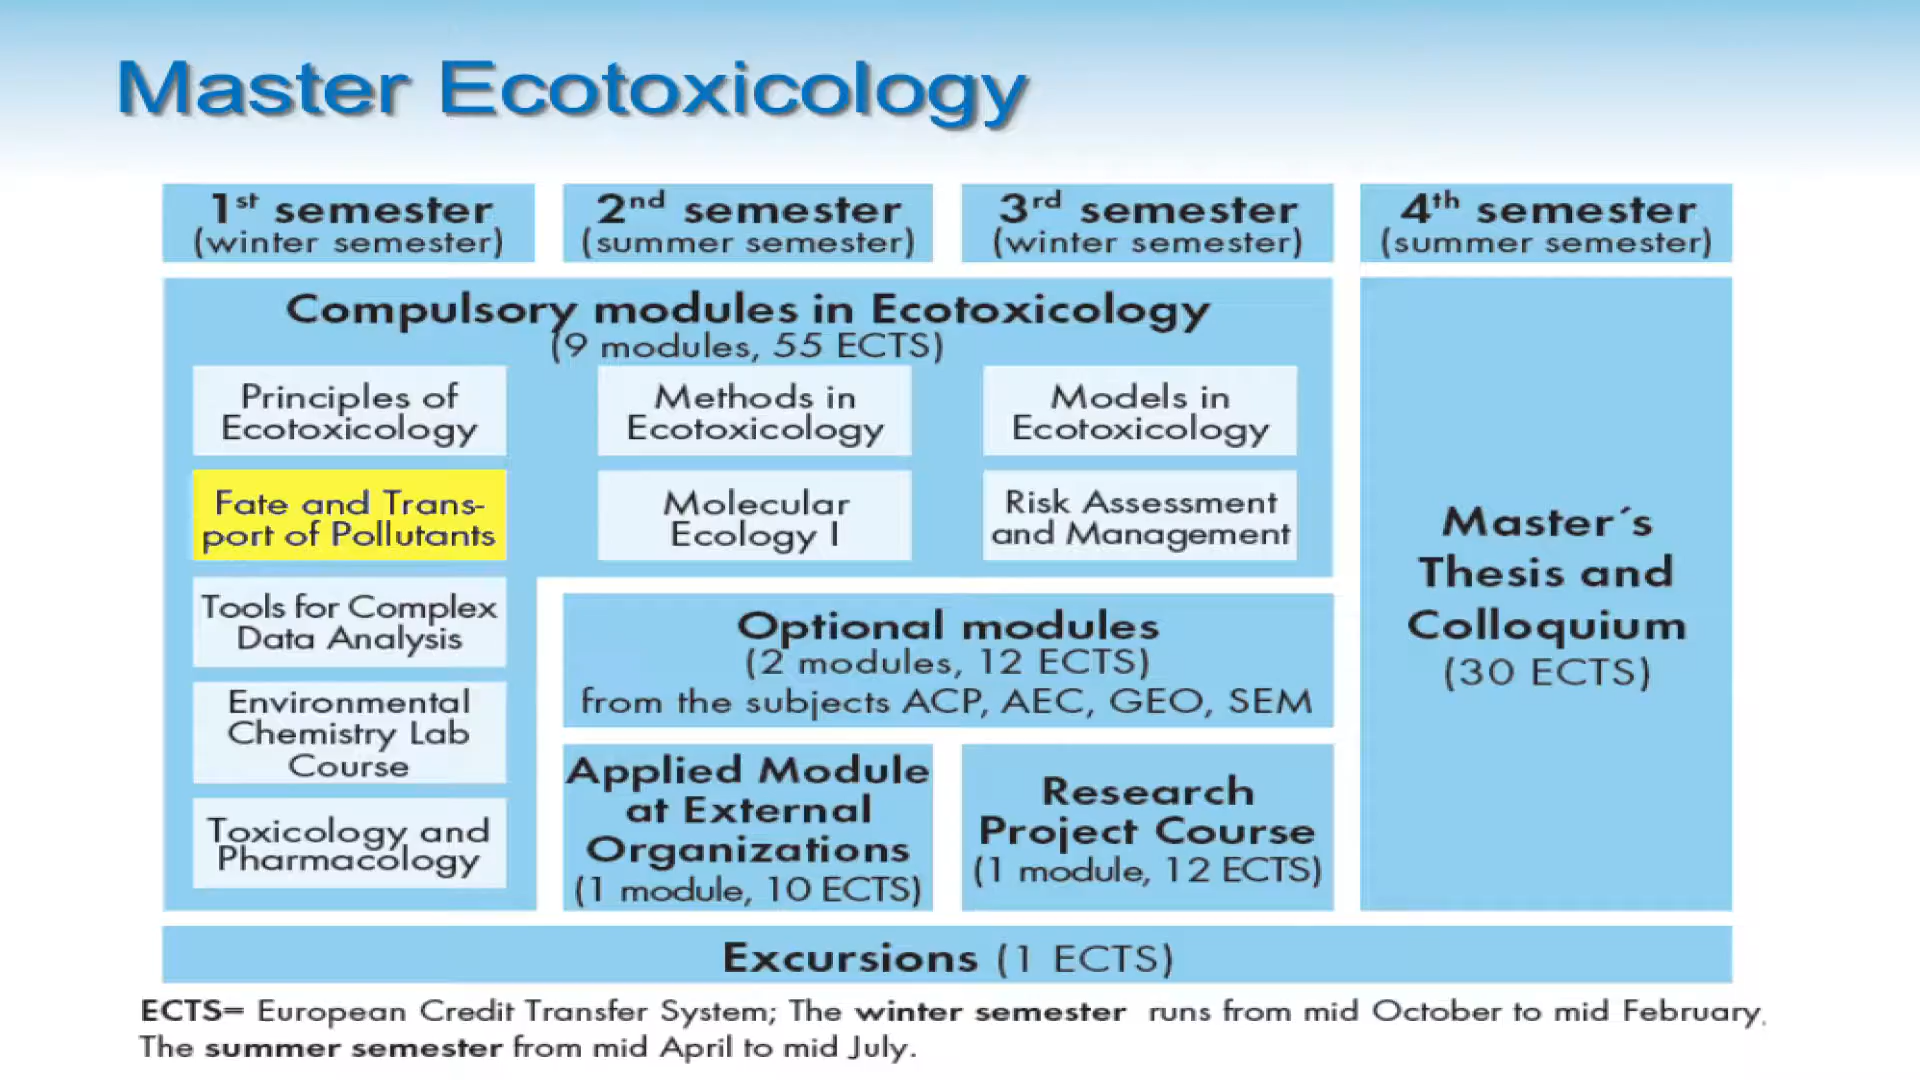 Master Ecotoxicology
1st semester
(winter semester)
2nd semester
(summer semester)
3rd semester
(winter semester)
4th semester
(summer semester)
Compulsory modules in Ecotoxicology
(9 modules, 55 ECTS)
Principles of
Ecotoxicology
Fate and Trans-
port of Pollutants
Tools for Complex
Data Analysis
Environmental
Chemistry Lab
Course
Toxicology and
Pharmacology
Methods in
Ecotoxicology
Molecular
Ecology I
Models in
Ecotoxicology
Risk Assessment
and Management
Optional modules
(2 modules, 12 ECTS)
from the subjects ACP, AEC, GEO, SEM
Applied Module
at External
Organizations
(1 module, 10 ECTS)
Research
Project Course
(1 module, 12 ECTS)
Master´s
Thesis and
Colloquium
(30 ECTS)
Excursions (1 ECTS)
ECTS= European Credit Transfer System; The winter semester runs from mid October to mid February.
The summer semester from mid April to mid July.